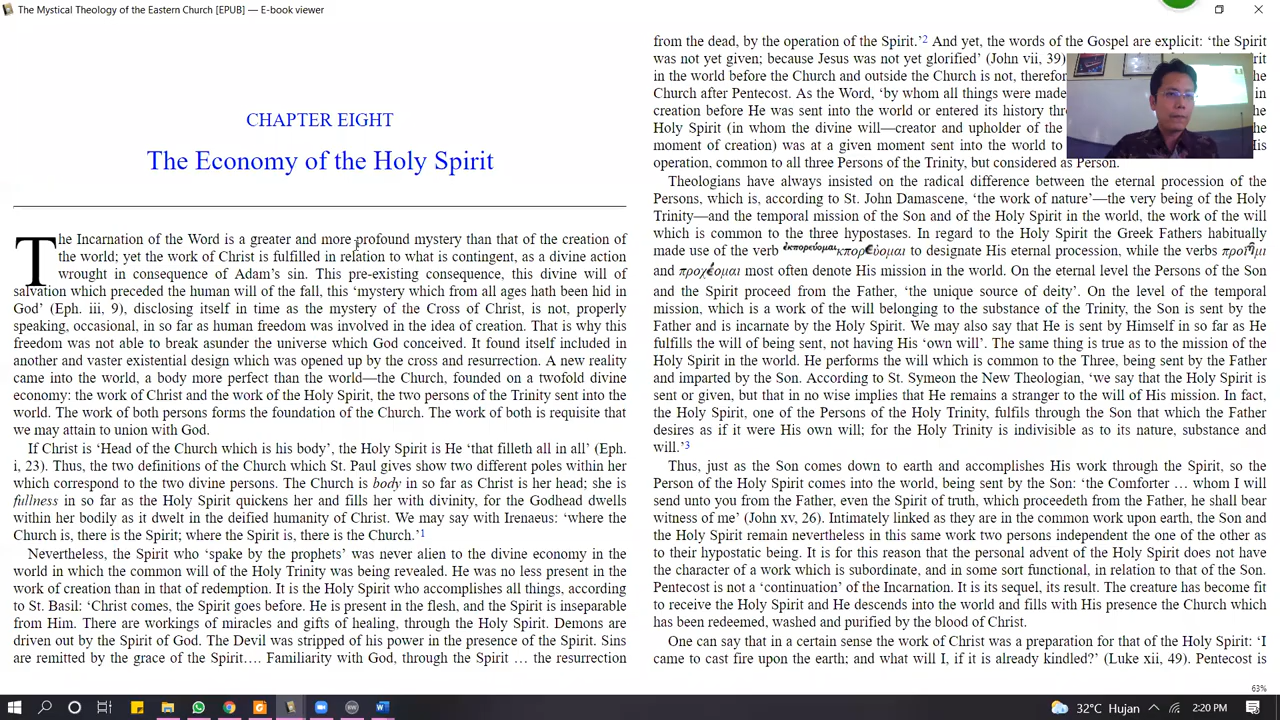 The Mystical Theology of the Eastern Church [EPUB] — E-book viewer
CHAPTER EIGHT
The Economy of the Holy Spirit
The Incarnation of the Word is a greater and more profound mystery than that of the creation of
the world; yet the work of Christ is fulfilled in relation to what is contingent, as a divine action
wrought in consequence of Adam's sin. This pre-existing consequence, this divine will of
salvation which preceded the human will of the fall, this ‘mystery which from all ages hath been hid in
God’ (Eph. iii, 9), disclosing itself in time as the mystery of the Cross of Christ, is not, properly
speaking, occasional, in so far as human freedom was involved in the idea of creation. That is why this
freedom was not able to break asunder the universe which God conceived. It found itself included in
another and vaster existential design which was opened up by the cross and resurrection. A new reality
came into the world, a body more perfect than the world—the Church, founded on a twofold divine
economy: the work of Christ and the work of the Holy Spirit, the two persons of the Trinity sent into the
world. The work of both persons forms the foundation of the Church. The work of both is requisite that
we may attain to union with God.
If Christ is ‘Head of the Church which is his body’, the Holy Spirit is He ‘that filleth all in all’ (Eph.
i, 23). Thus, the two definitions of the Church which St. Paul gives show two different poles within her
which correspond to the two divine persons. The Church is body in so far as Christ is her head; she is
fullness in so far as the Holy Spirit quickens her and fills her with divinity, for the Godhead dwells
within her bodily as it dwelt in the deified humanity of Christ. We may say with Irenaeus: ‘where the
Church is, there is the Spirit; where the Spirit is, there is the Church.’1
Nevertheless, the Spirit who ‘spake by the prophets’ was never alien to the divine economy in the
world in which the common will of the Holy Trinity was being revealed. He was no less present in the
work of creation than in that of redemption. It is the Holy Spirit who accomplishes all things, according
to St. Basil: ‘Christ comes, the Spirit goes before. He is present in the flesh, and the Spirit is inseparable
from Him. There are workings of miracles and gifts of healing, through the Holy Spirit. Demons are
driven out by the Spirit of God. The Devil was stripped of his power in the presence of the Spirit. Sins
are remitted by the grace of the Spirit…. Familiarity with God, through the Spirit … the resurrection
from the dead, by the operation of the Spirit.’2 And yet, the words of the Gospel are explicit: ‘the Spirit
was not yet given; because Jesus was not yet glorified’ (John vii, 39)
in the world before the Church and outside the Church is not, therefor he
Church after Pentecost. As the Word, ‘by whom all things were made in
creation before He was sent into the world or entered its history thr he
Holy Spirit (in whom the divine will—creator and upholder of the he
moment of creation) was at a given moment sent into the world to His
operation, common to all three Persons of the Trinity, but considered as Person.
Theologians have always insisted on the radical difference between the eternal procession of the
Persons, which is, according to St. John Damascene, ‘the work of nature’—the very being of the Holy
Trinity—and the temporal mission of the Son and of the Holy Spirit in the world, the work of the will
which is common to the three hypostases. In regard to the Holy Spirit the Greek Fathers habitually
made use of the verb ἐκπορεύομαι to designate His eternal procession, while the verbs
and προχέομαι most often denote His mission in the world. On the eternal level the Persons of the Son
and the Spirit proceed from the Father, ‘the unique source of deity’. On the level of the temporal
mission, which is a work of the will belonging to the substance of the Trinity, the Son is sent by the
Father and is incarnate by the Holy Spirit. We may also say that He is sent by Himself in so far as He
fulfills the will of being sent, not having His ‘own will’. The same thing is true as to the mission of the
Holy Spirit in the world. He performs the will which is common to the Three, being sent by the Father
and imparted by the Son. According to St. Symeon the New Theologian, ‘we say that the Holy Spirit is
sent or given, but that in no wise implies that He remains a stranger to the will of His mission. In fact,
the Holy Spirit, one of the Persons of the Holy Trinity, fulfils through the Son that which the Father
desires as if it were His own will; for the Holy Trinity is indivisible as to its nature, substance and
will.’3
Thus, just as the Son comes down to earth and accomplishes His work through the Spirit, so the
Person of the Holy Spirit comes into the world, being sent by the Son: ‘the Comforter … whom I will
send unto you from the Father, even the Spirit of truth, which proceedeth from the Father, he shall bear
witness of me’ (John xv, 26). Intimately linked as they are in the common work upon earth, the Son and
the Holy Spirit remain nevertheless in this same work two persons independent the one of the other as
to their hypostatic being. It is for this reason that the personal advent of the Holy Spirit does not have
the character of a work which is subordinate, and in some sort functional, in relation to that of the Son.
Pentecost is not a ‘continuation’ of the Incarnation. It is its sequel, its result. The creature has become fit
to receive the Holy Spirit and He descends into the world and fills with His presence the Church which
has been redeemed, washed and purified by the blood of Christ.
One can say that in a certain sense the work of Christ was a preparation for that of the Holy Spirit: ‘I
came to cast fire upon the earth; and what will I, if it is already kindled?’ (Luke xii, 49). Pentecost is
63%
32°C Hujan 2:20 PM